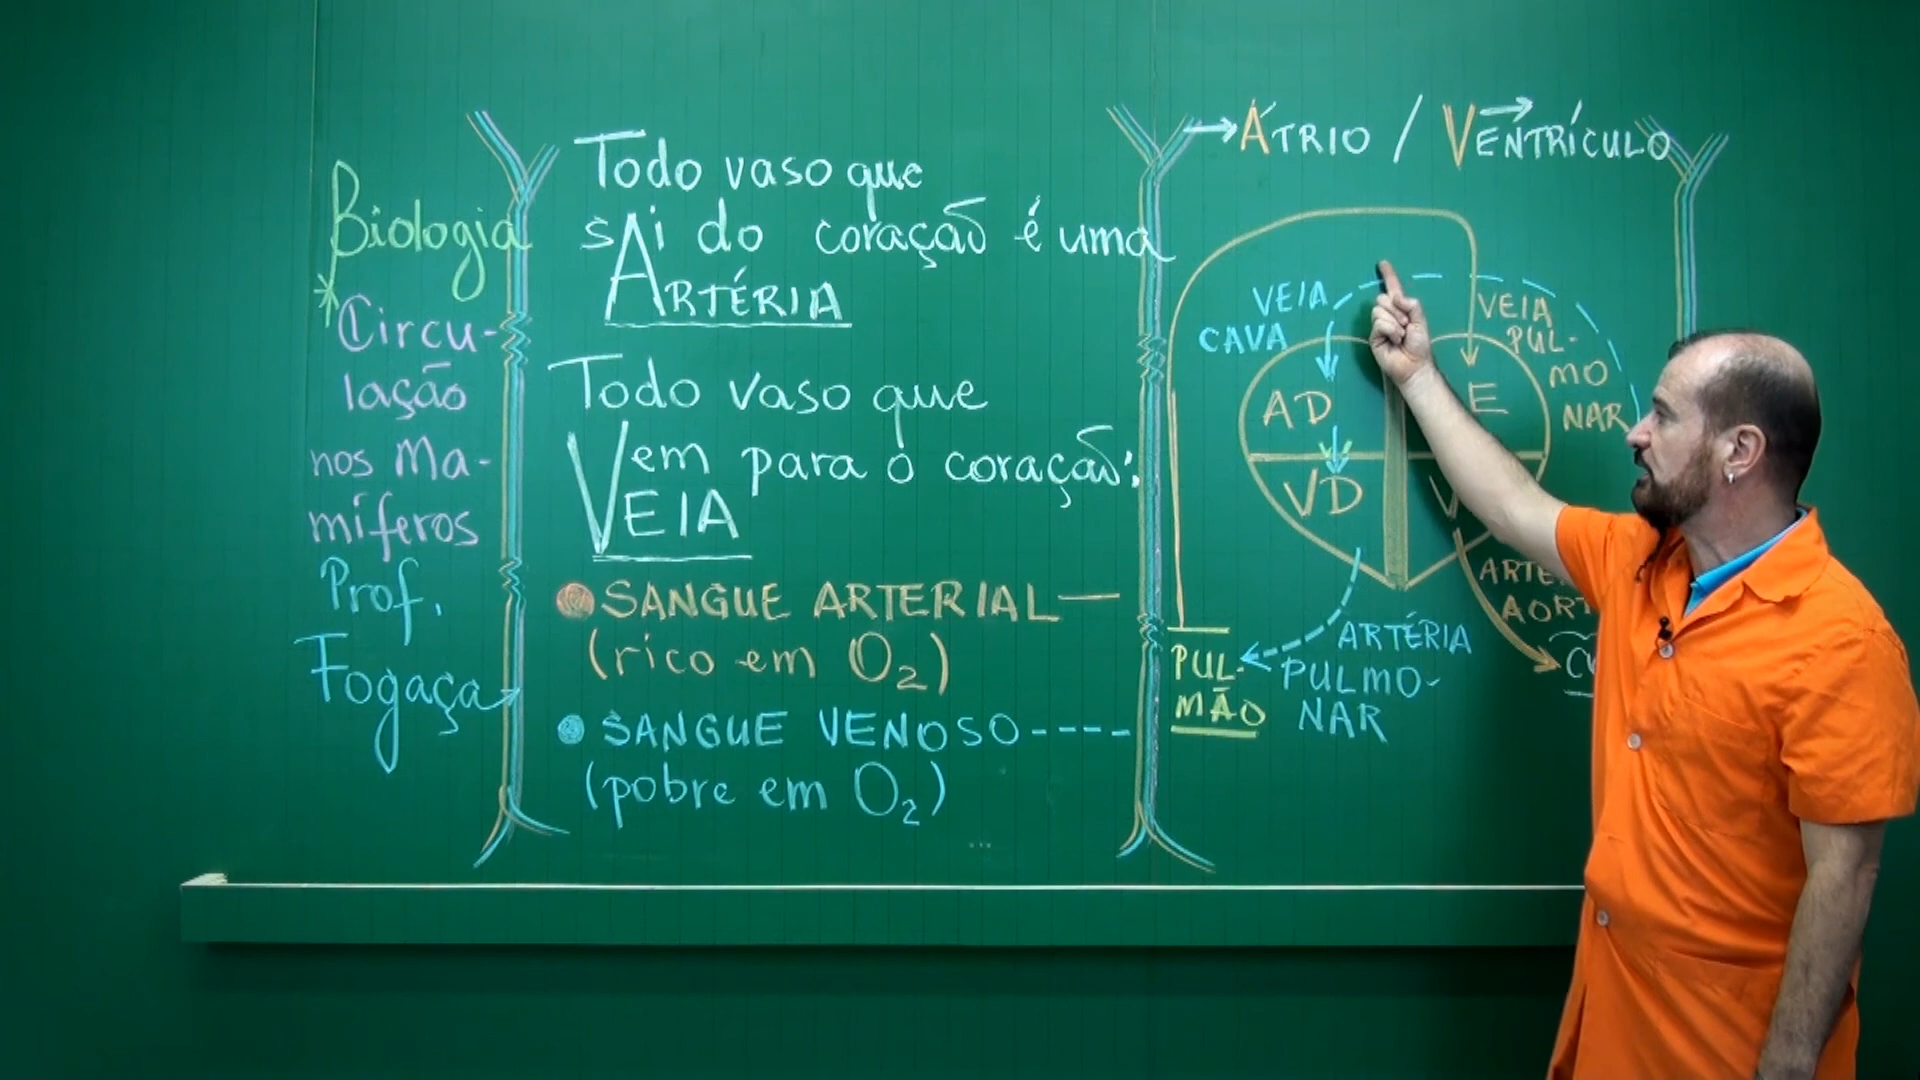 Biologia
* Circu-
lação
nos Ma-
míferos
Prof.
Fogaça
Todo vaso que
sAi do coração é uma
ARTÉRIA
Todo vaso que
Vem para o coração:
VEIA
SANGUE ARTERIAL —
(rico em O₂)
SANGUE VENOSO ----
(pobre em O₂)
→ ÁTRIO / VENTRÍCULO
VEIA
CAVA
VEIA
PUL-
MO
NAR
AD
E
VD
V
ARTÉRIA
PULMO-
NAR
PUL-
MÃO